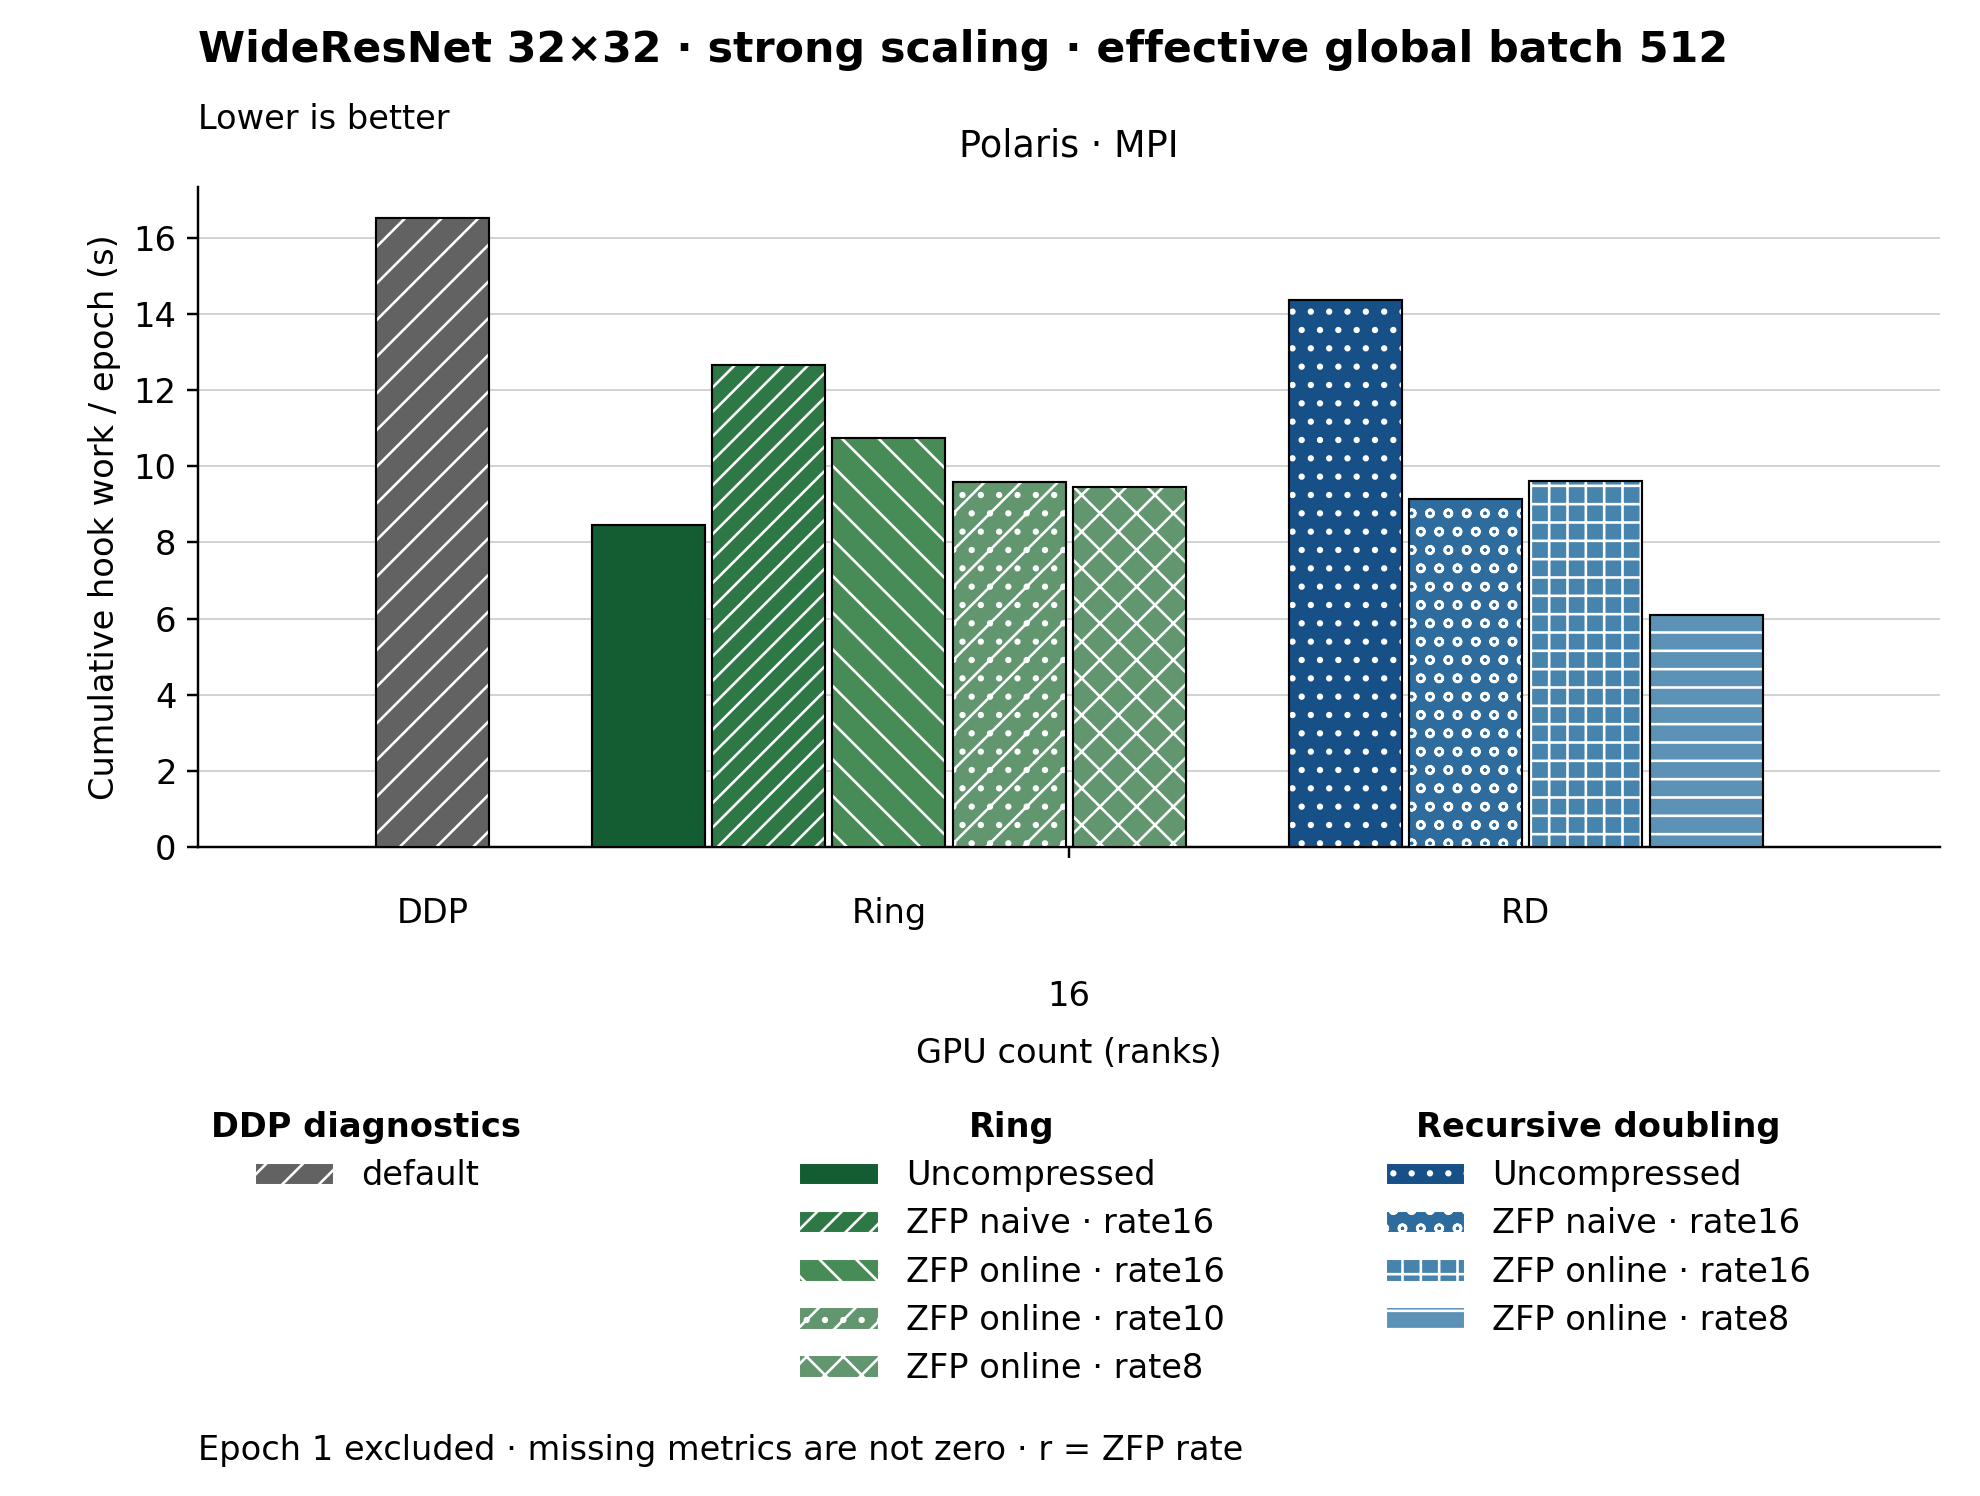 WideResNet 32×32 · strong scaling · effective global batch 512
Lower is better
Polaris · MPI
Cumulative hook work / epoch (s)
16
14
12
10
8
6
4
2
0
DDP
Ring
RD
16
GPU count (ranks)
DDP diagnostics
default
Ring
Uncompressed
ZFP naive · rate16
ZFP online · rate16
ZFP online · rate10
ZFP online · rate8
Recursive doubling
Uncompressed
ZFP naive · rate16
ZFP online · rate16
ZFP online · rate8
Epoch 1 excluded · missing metrics are not zero · r = ZFP rate